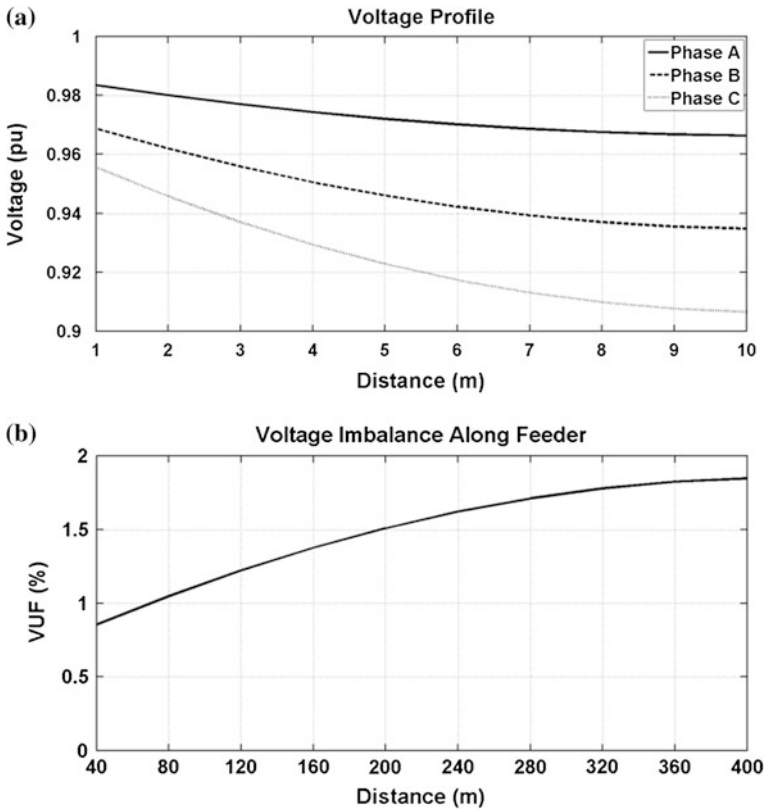 (a)
Voltage Profile
1
0.98
0.96
0.94
0.92
0.9
Voltage (pu)
Phase A
Phase B
Phase C
1 2 3 4 5 6 7 8 9 10
Distance (m)
(b)
Voltage Imbalance Along Feeder
2
1.5
1
0.5
0
VUF (%)
40 80 120 160 200 240 280 320 360 400
Distance (m)